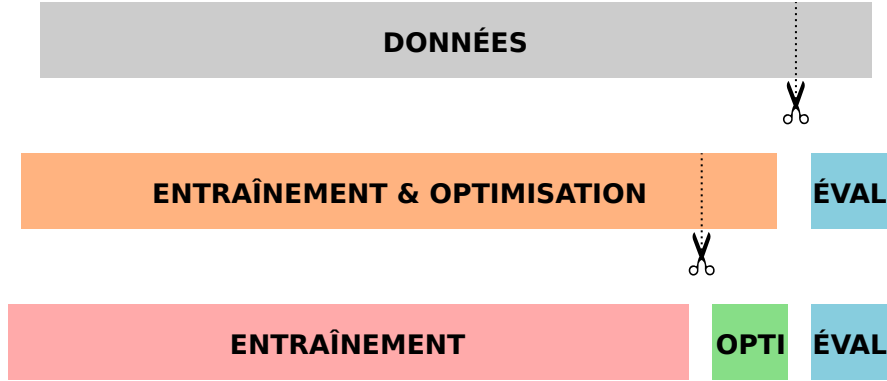 DONNÉES
ENTRAÎNEMENT & OPTIMISATION ÉVAL
ENTRAÎNEMENT OPTI ÉVAL